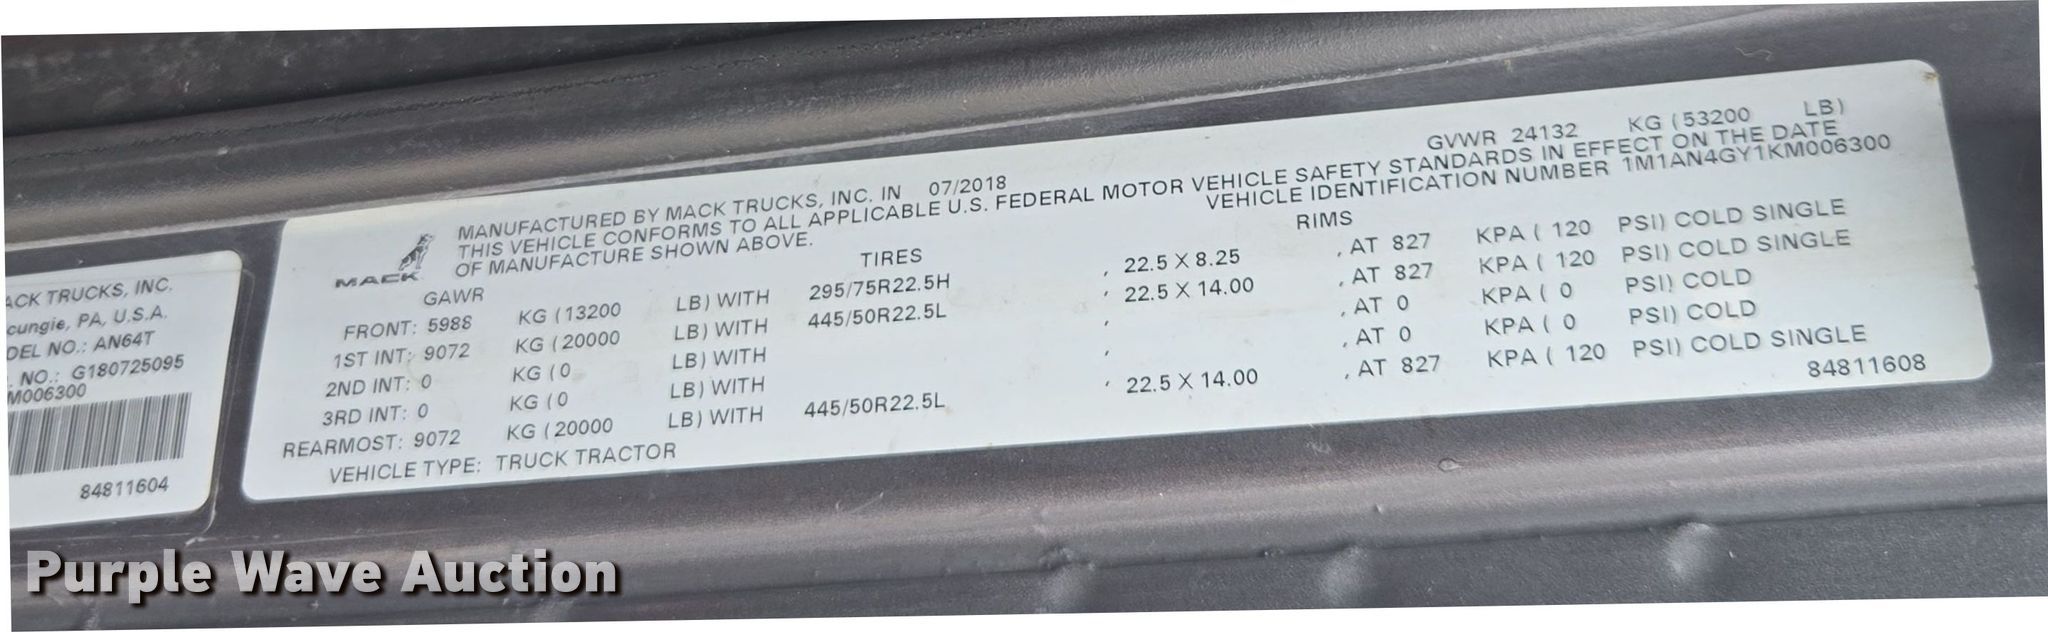 ACK TRUCKS, INC.
cungie, PA, U.S.A.
DEL NO.: AN64T
. NO.: G180725095
M006300
84811604
MACK
MANUFACTURED BY MACK TRUCKS, INC. IN 07/2018
GVWR 24132 KG (53200 LB)
THIS VEHICLE CONFORMS TO ALL APPLICABLE U.S. FEDERAL MOTOR VEHICLE SAFETY STANDARDS IN EFFECT ON THE DATE
OF MANUFACTURE SHOWN ABOVE. VEHICLE IDENTIFICATION NUMBER 1M1AN4GY1KM006300
GAWR TIRES RIMS
FRONT: 5988 KG (13200 LB) WITH 295/75R22.5H , 22.5 X 8.25 , AT 827 KPA ( 120 PSI) COLD SINGLE
1ST INT: 9072 KG (20000 LB) WITH 445/50R22.5L , 22.5 X 14.00 , AT 827 KPA ( 120 PSI) COLD SINGLE
2ND INT: 0 KG (0 LB) WITH , , AT 0 KPA ( 0 PSI) COLD
3RD INT: 0 KG (0 LB) WITH , , AT 0 KPA ( 0 PSI) COLD
REARMOST: 9072 KG (20000 LB) WITH 445/50R22.5L , 22.5 X 14.00 , AT 827 KPA ( 120 PSI) COLD SINGLE
VEHICLE TYPE: TRUCK TRACTOR 84811608
Purple Wave Auction